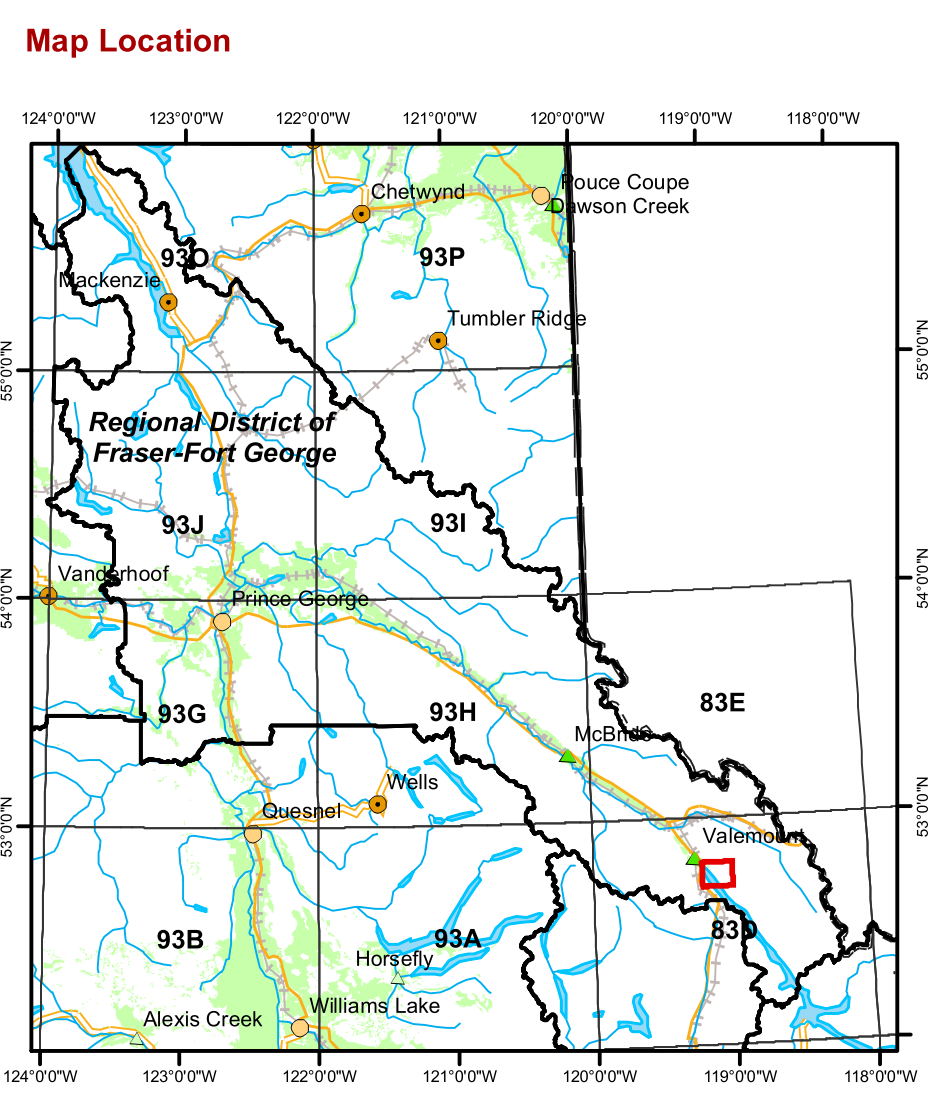 Map Location
124°0'0"W 123°0'0"W 122°0'0"W 121°0'0"W 120°0'0"W 119°0'0"W 118°0'0"W
Pouce Coupe
Chetwynd
Dawson Creek
93O
93P
Mackenzie
Tumbler Ridge
55°0'0"N
55°0'0"N
Regional District of
Fraser-Fort George
93J
93I
Vanderhoof
54°0'0"N
54°0'0"N
Prince George
83E
93G
93H
McBride
Wells
Quesnel
53°0'0"N
53°0'0"N
Valemount
83D
93B
93A
Horsefly
Williams Lake
Alexis Creek
124°0'0"W 123°0'0"W 122°0'0"W 121°0'0"W 120°0'0"W 119°0'0"W 118°0'0"W